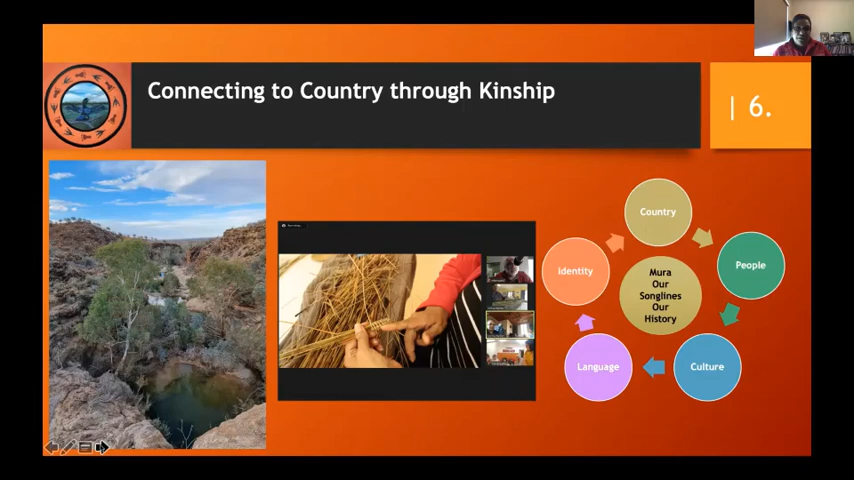 Connecting to Country through Kinship
| 6.
Country
People
Culture
Language
Identity
Mura
Our
Songlines
Our
History